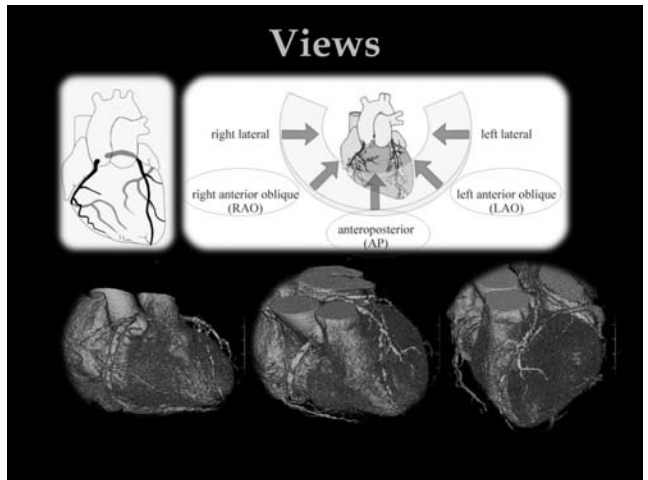 Views
right lateral
left lateral
right anterior oblique
(RAO)
left anterior oblique
(LAO)
anteroposterior
(AP)